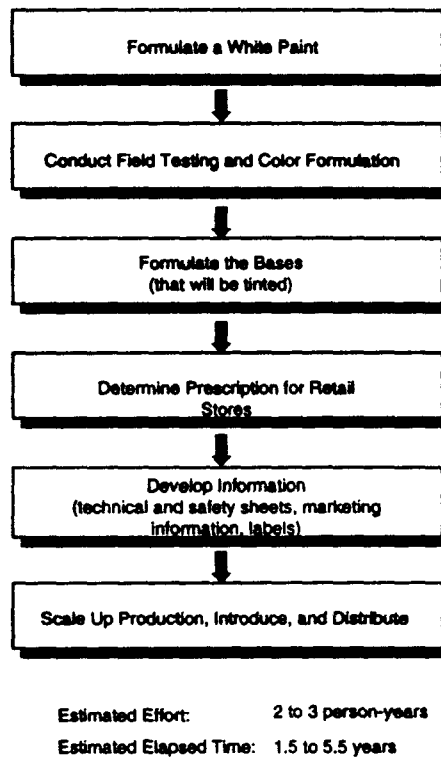 Formulate a White Paint
Conduct Field Testing and Color Formulation
Formulate the Bases
(that will be tinted)
Determine Prescription for Retail
Stores
Develop Information
(technical and safety sheets, marketing
information, labels)
Scale Up Production, Introduce, and Distribute
Estimated Effort: 2 to 3 person-years
Estimated Elapsed Time: 1.5 to 5.5 years